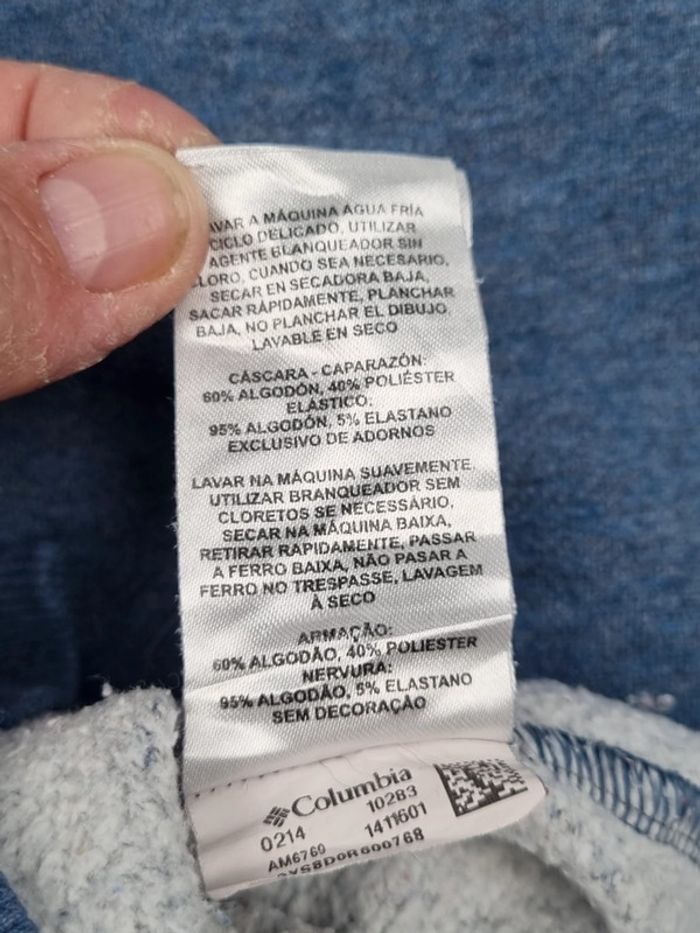 AVAR A MÁQUINA AGUA FRÍA
CICLO DELICADO, UTILIZAR
AGENTE BLANQUEADOR SIN
LORO, CUANDO SEA NECESARIO,
SECAR EN SECADORA BAJA,
SACAR RÁPIDAMENTE, PLANCHAR
BAJA, NO PLANCHAR EL DIBUJO,
LAVABLE EN SECO
CÁSCARA - CAPARAZÓN:
60% ALGODÓN, 40% POLIÉSTER
ELÁSTICO:
95% ALGODÓN, 5% ELASTANO
EXCLUSIVO DE ADORNOS
LAVAR NA MÁQUINA SUAVEMENTE,
UTILIZAR BRANQUEADOR SEM
CLORETOS SE NECESSÁRIO,
SECAR NA MÁQUINA BAIXA,
RETIRAR RAPIDAMENTE, PASSAR
A FERRO BAIXA, NÃO PASAR A
FERRO NO TRESPASSE, LAVAGEM
À SECO
ARMAÇÃO:
60% ALGODÃO, 40% POLIESTER
NERVURA:
95% ALGODÃO, 5% ELASTANO
SEM DECORAÇÃO
Columbia
0214 10283
AM6769 1411601